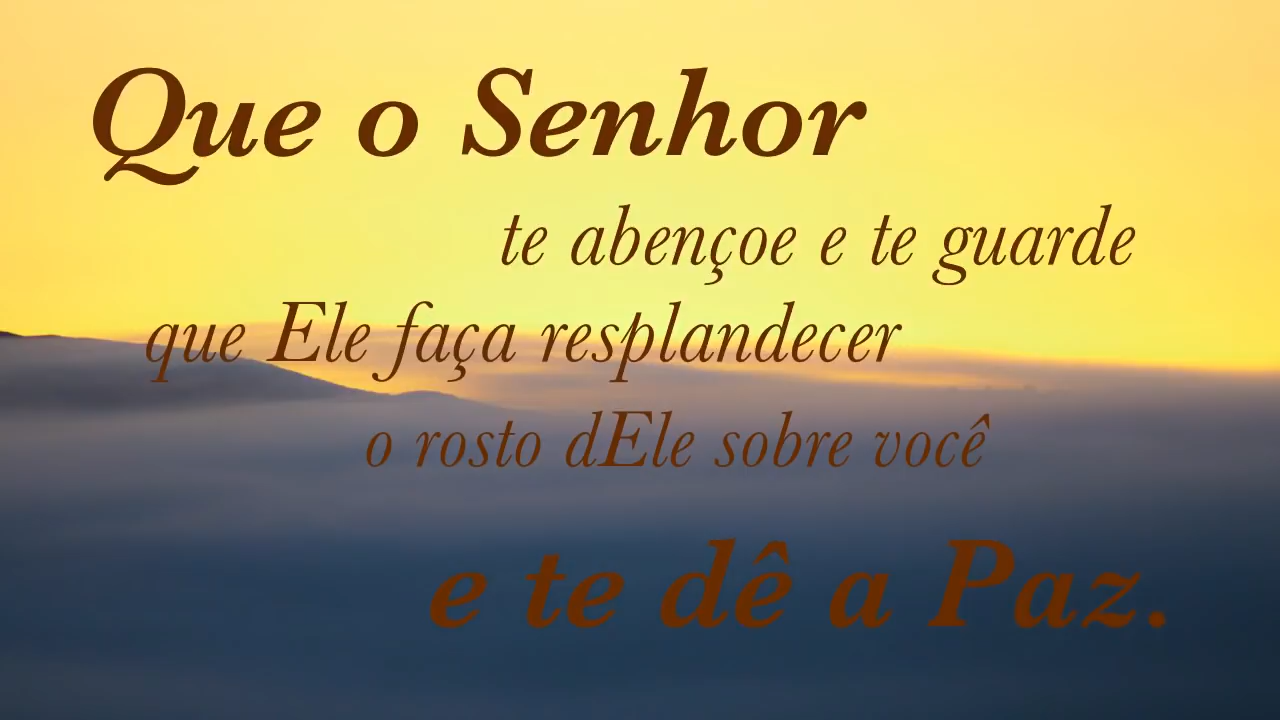 Que o Senhor
te abençoe e te guarde
que Ele faça resplandecer
o rosto dEle sobre você
e te dê a Paz.